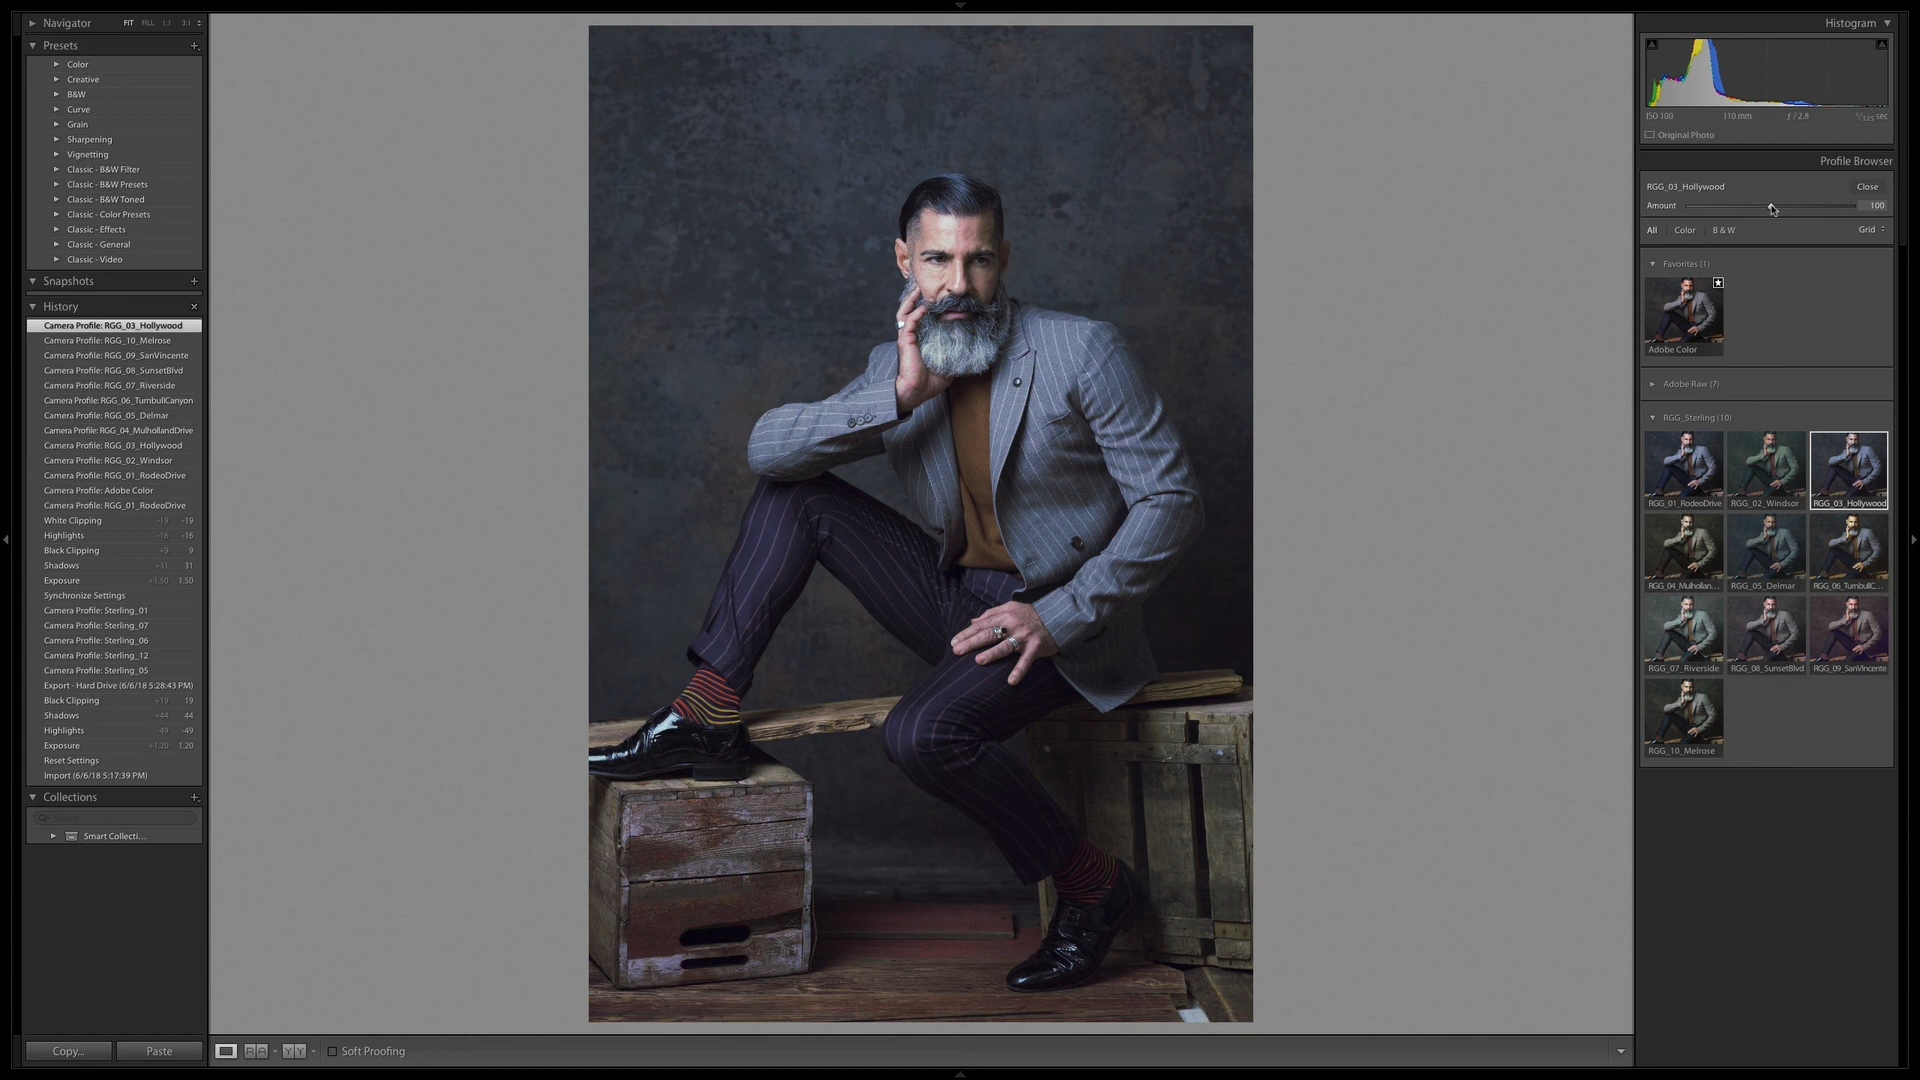 Navigator FIT FILL 1:1 3:1
Presets
Color
Creative
B&W
Curve
Grain
Sharpening
Vignetting
Classic - B&W Filter
Classic - B&W Presets
Classic - B&W Toned
Classic - Color Presets
Classic - Effects
Classic - General
Classic - Video
Snapshots
History
Camera Profile: RGG_03_Hollywood
Camera Profile: RGG_10_Melrose
Camera Profile: RGG_09_SanVincente
Camera Profile: RGG_08_SunsetBlvd
Camera Profile: RGG_07_Riverside
Camera Profile: RGG_06_TurnbullCanyon
Camera Profile: RGG_05_Delmar
Camera Profile: RGG_04_MulhollandDrive
Camera Profile: RGG_03_Hollywood
Camera Profile: RGG_02_Windsor
Camera Profile: RGG_01_RodeoDrive
Camera Profile: Adobe Color
Camera Profile: RGG_01_RodeoDrive
White Clipping -19 -19
Highlights -16 -16
Black Clipping +9 9
Shadows +31 31
Exposure +1.50 1.50
Synchronize Settings
Camera Profile: Sterling_01
Camera Profile: Sterling_07
Camera Profile: Sterling_06
Camera Profile: Sterling_12
Camera Profile: Sterling_05
Export - Hard Drive (6/6/18 5:28:43 PM)
Black Clipping +19 19
Shadows +44 44
Highlights -49 -49
Exposure +1.20 1.20
Reset Settings
Import (6/6/18 5:17:39 PM)
Collections
Search
Smart Collecti...
Copy... Paste
R A Y Y Soft Proofing
Histogram
ISO 100 110 mm ƒ / 2.8 1/125 sec
Original Photo
Profile Browser
RGG_03_Hollywood Close
Amount 100
All Color B & W Grid
Favorites (1)
Adobe Color
Adobe Raw (7)
RGG_Sterling (10)
RGG_01_RodeoDrive RGG_02_Windsor RGG_03_Hollywood
RGG_04_Mulhollan... RGG_05_Delmar RGG_06_TurnbullC...
RGG_07_Riverside RGG_08_SunsetBlvd RGG_09_SanVincente
RGG_10_Melrose